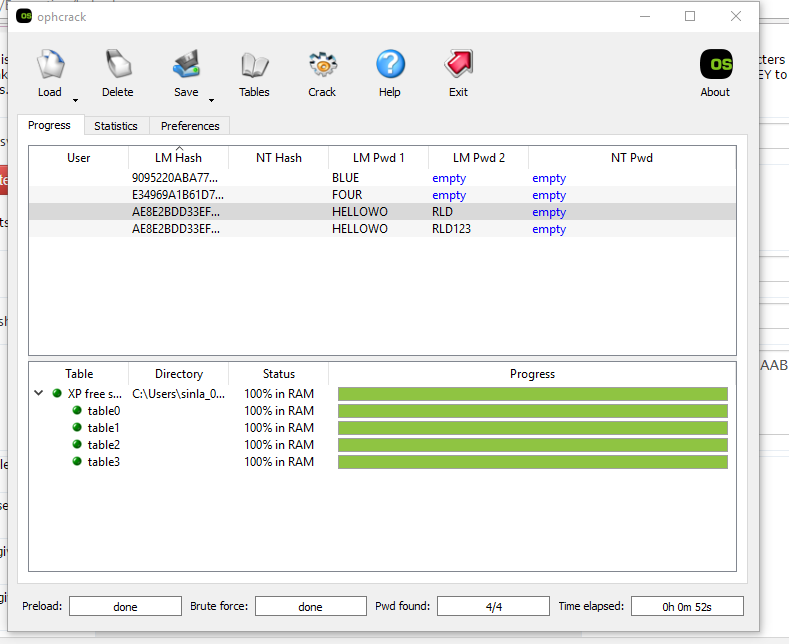 OS ophcrack
Load Delete Save Tables Crack Help Exit OS About
Progress Statistics Preferences
User LM Hash NT Hash LM Pwd 1 LM Pwd 2 NT Pwd
9095220ABA77... BLUE empty empty
E34969A1B61D7... FOUR empty empty
AE8E2BDD33EF... HELLOWO RLD empty
AE8E2BDD33EF... HELLOWO RLD123 empty
Table Directory Status Progress
XP free s... C:\Users\sinla_0... 100% in RAM
table0 100% in RAM
table1 100% in RAM
table2 100% in RAM
table3 100% in RAM
Preload: done Brute force: done Pwd found: 4/4 Time elapsed: 0h 0m 52s
cters
EY to
AAB